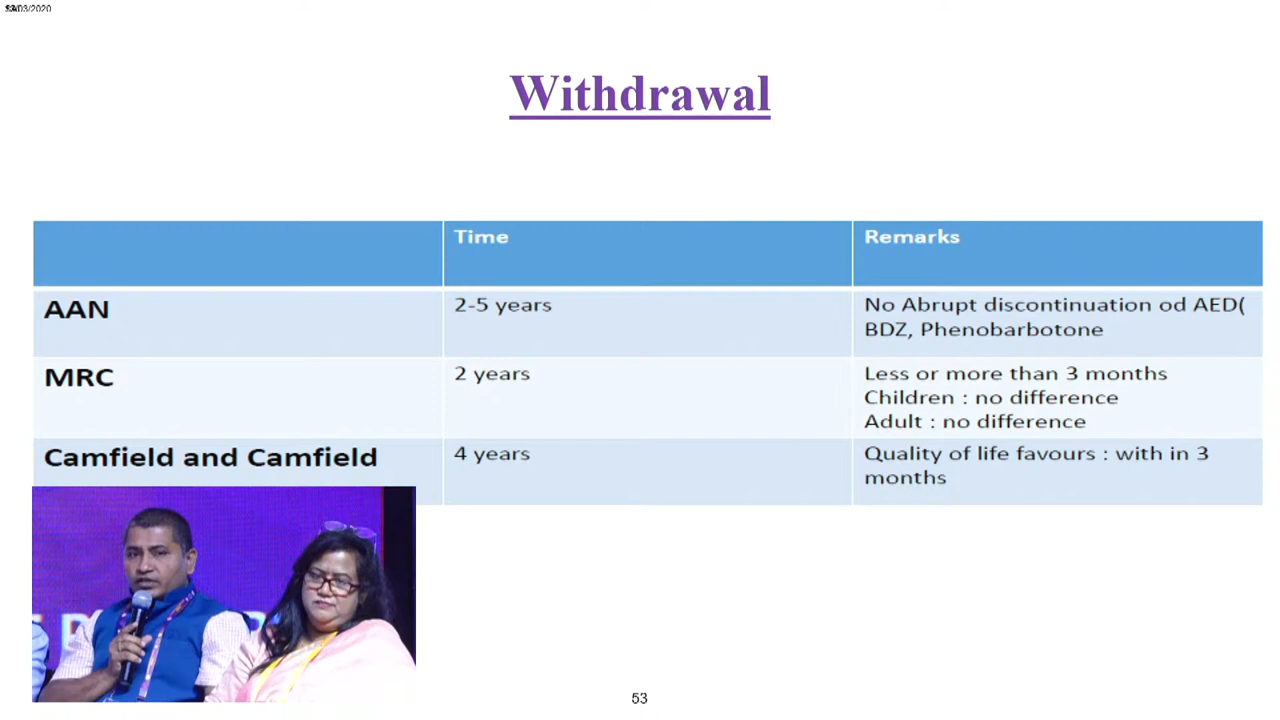 /03/2020
Withdrawal
Time
Remarks
AAN
2-5 years
No Abrupt discontinuation od AED(
BDZ, Phenobarbotone
MRC
2 years
Less or more than 3 months
Children : no difference
Adult : no difference
Camfield and Camfield
4 years
Quality of life favours : with in 3
months
53